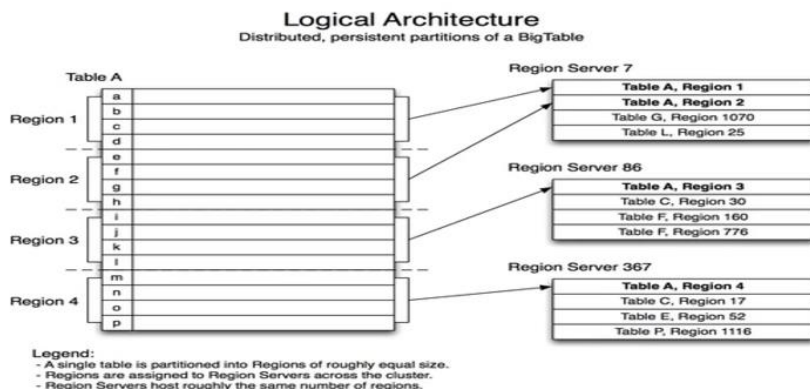 Logical Architecture
Distributed, persistent partitions of a BigTable
Table A
a
b
c
d
e
f
g
h
i
j
k
l
m
n
o
p
Region 1
Region 2
Region 3
Region 4
Region Server 7
Table A, Region 1
Table A, Region 2
Table G, Region 1070
Table L, Region 25
Region Server 86
Table A, Region 3
Table C, Region 30
Table F, Region 160
Table F, Region 776
Region Server 367
Table A, Region 4
Table C, Region 17
Table E, Region 52
Table P, Region 1116
Legend:
- A single table is partitioned into Regions of roughly equal size.
- Regions are assigned to Region Servers across the cluster.
- Region Servers host roughly the same number of regions.